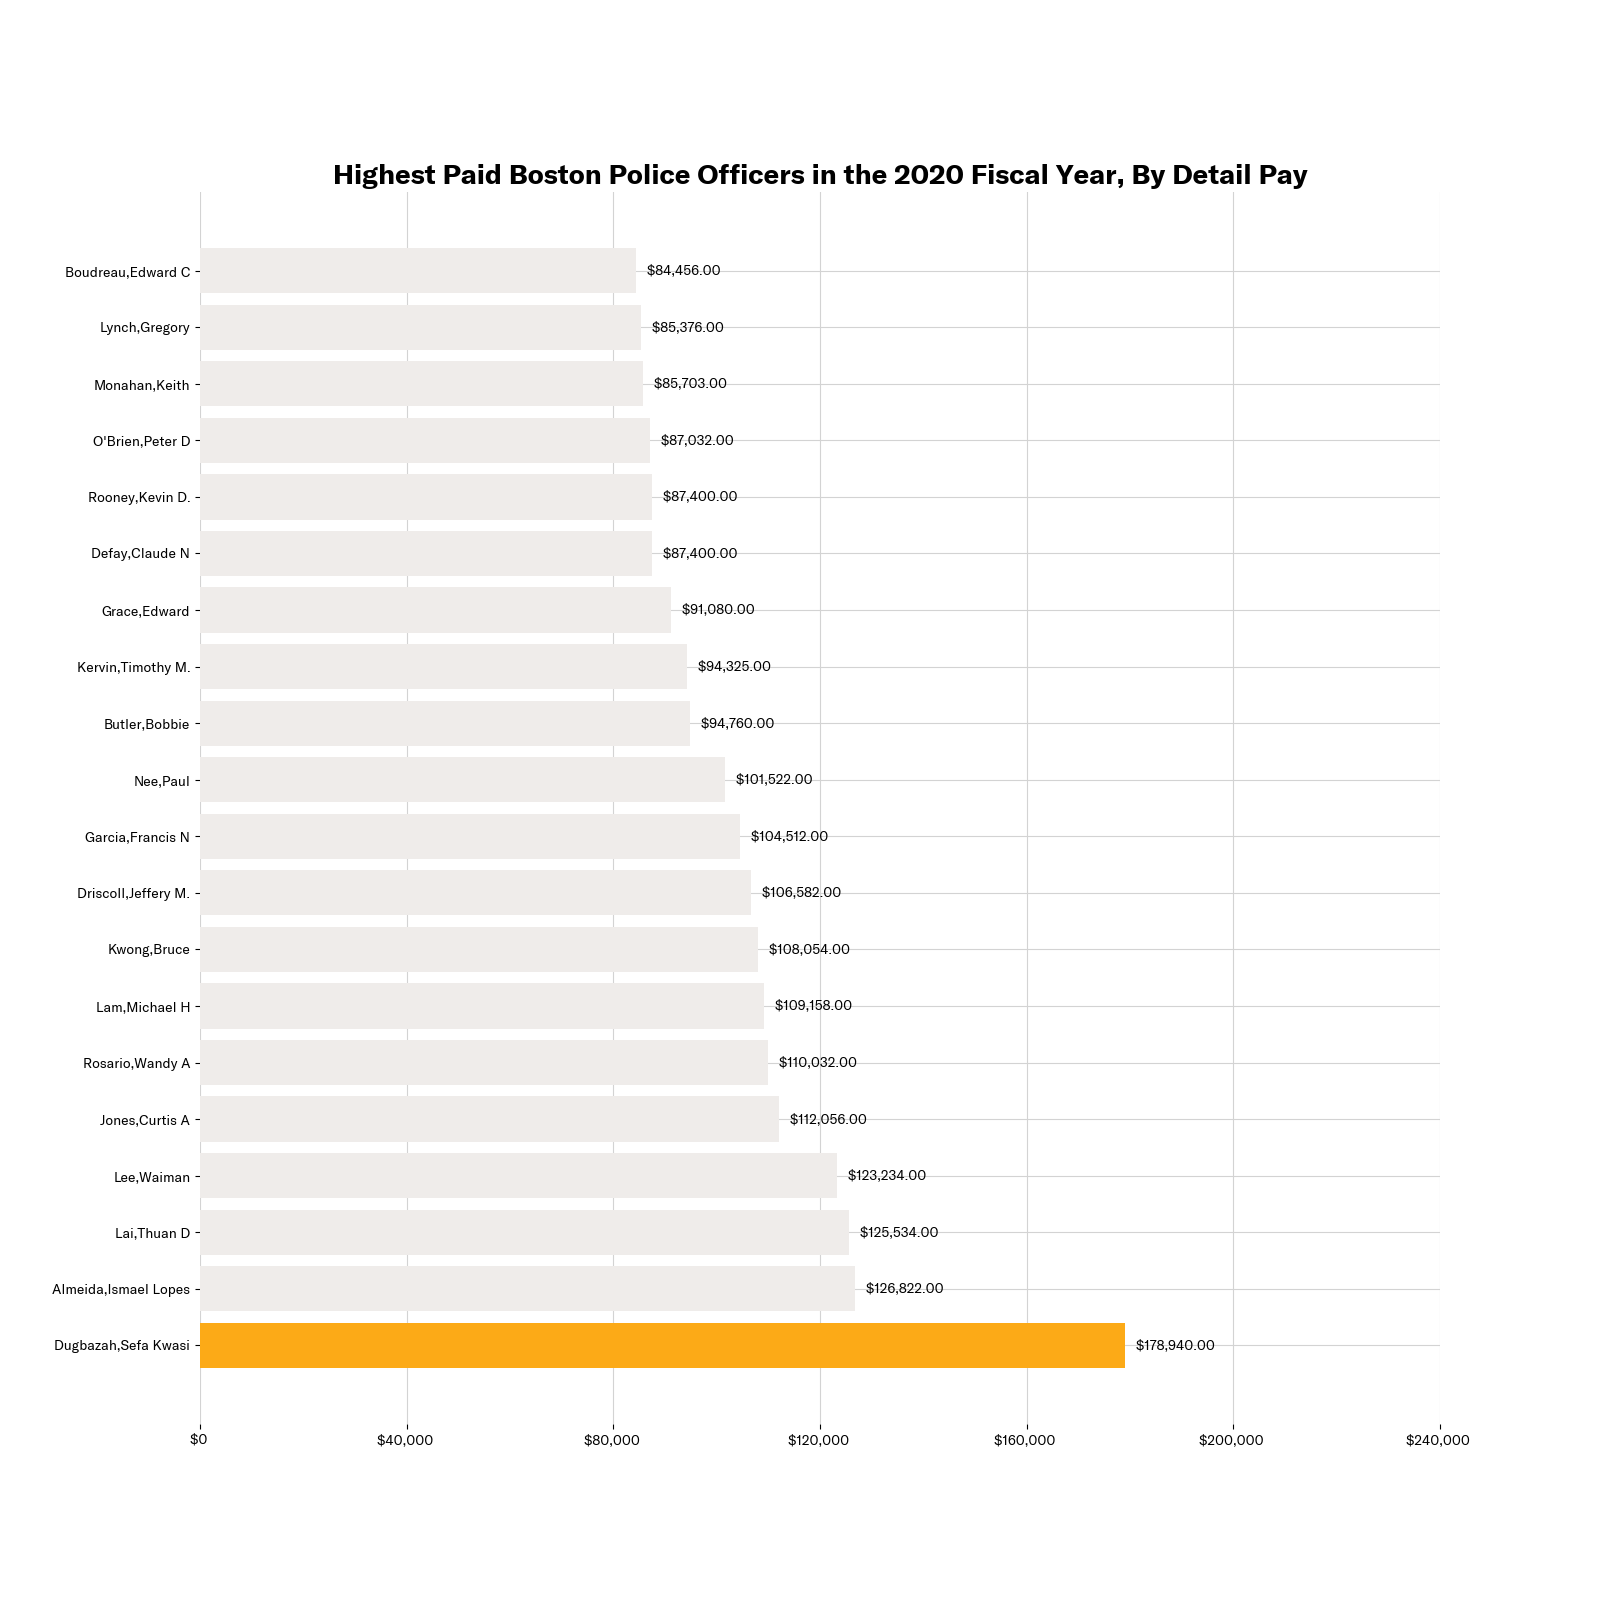 Highest Paid Boston Police Officers in the 2020 Fiscal Year, By Detail Pay
Boudreau,Edward C $84,456.00
Lynch,Gregory $85,376.00
Monahan,Keith $85,703.00
O'Brien,Peter D $87,032.00
Rooney,Kevin D. $87,400.00
Defay,Claude N $87,400.00
Grace,Edward $91,080.00
Kervin,Timothy M. $94,325.00
Butler,Bobbie $94,760.00
Nee,Paul $101,522.00
Garcia,Francis N $104,512.00
Driscoll,Jeffery M. $106,582.00
Kwong,Bruce $108,054.00
Lam,Michael H $109,158.00
Rosario,Wandy A $110,032.00
Jones,Curtis A $112,056.00
Lee,Waiman $123,234.00
Lai,Thuan D $125,534.00
Almeida,Ismael Lopes $126,822.00
Dugbazah,Sefa Kwasi $178,940.00
$0 $40,000 $80,000 $120,000 $160,000 $200,000 $240,000